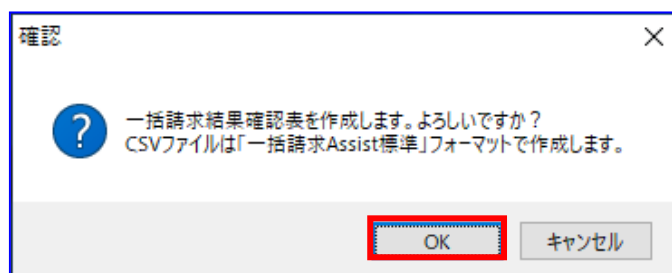 確認
一括請求結果確認表を作成します。よろしいですか？
CSVファイルは「一括請求Assist標準」フォーマットで作成します。
OK
キャンセル